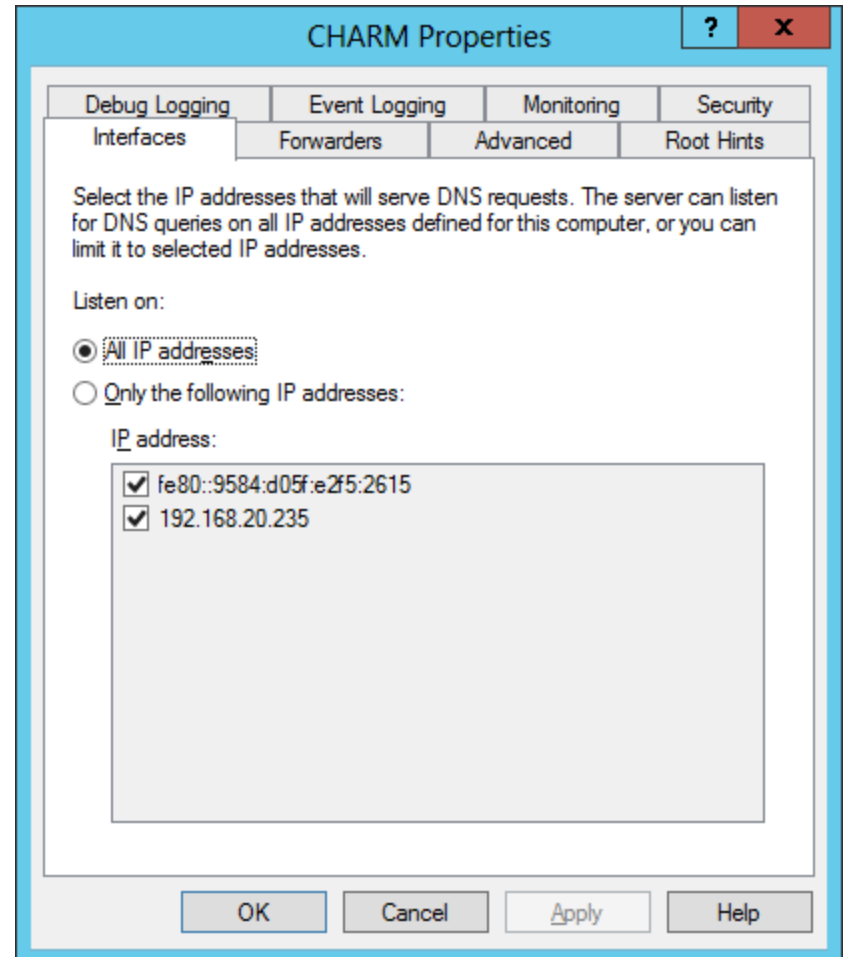 CHARM Properties
? x
Debug Logging Event Logging Monitoring Security
Interfaces Forwarders Advanced Root Hints
Select the IP addresses that will serve DNS requests. The server can listen
for DNS queries on all IP addresses defined for this computer, or you can
limit it to selected IP addresses.
Listen on:
All IP addresses
Only the following IP addresses:
IP address:
fe80::9584:d05f:e2f5:2615
192.168.20.235
OK Cancel Apply Help